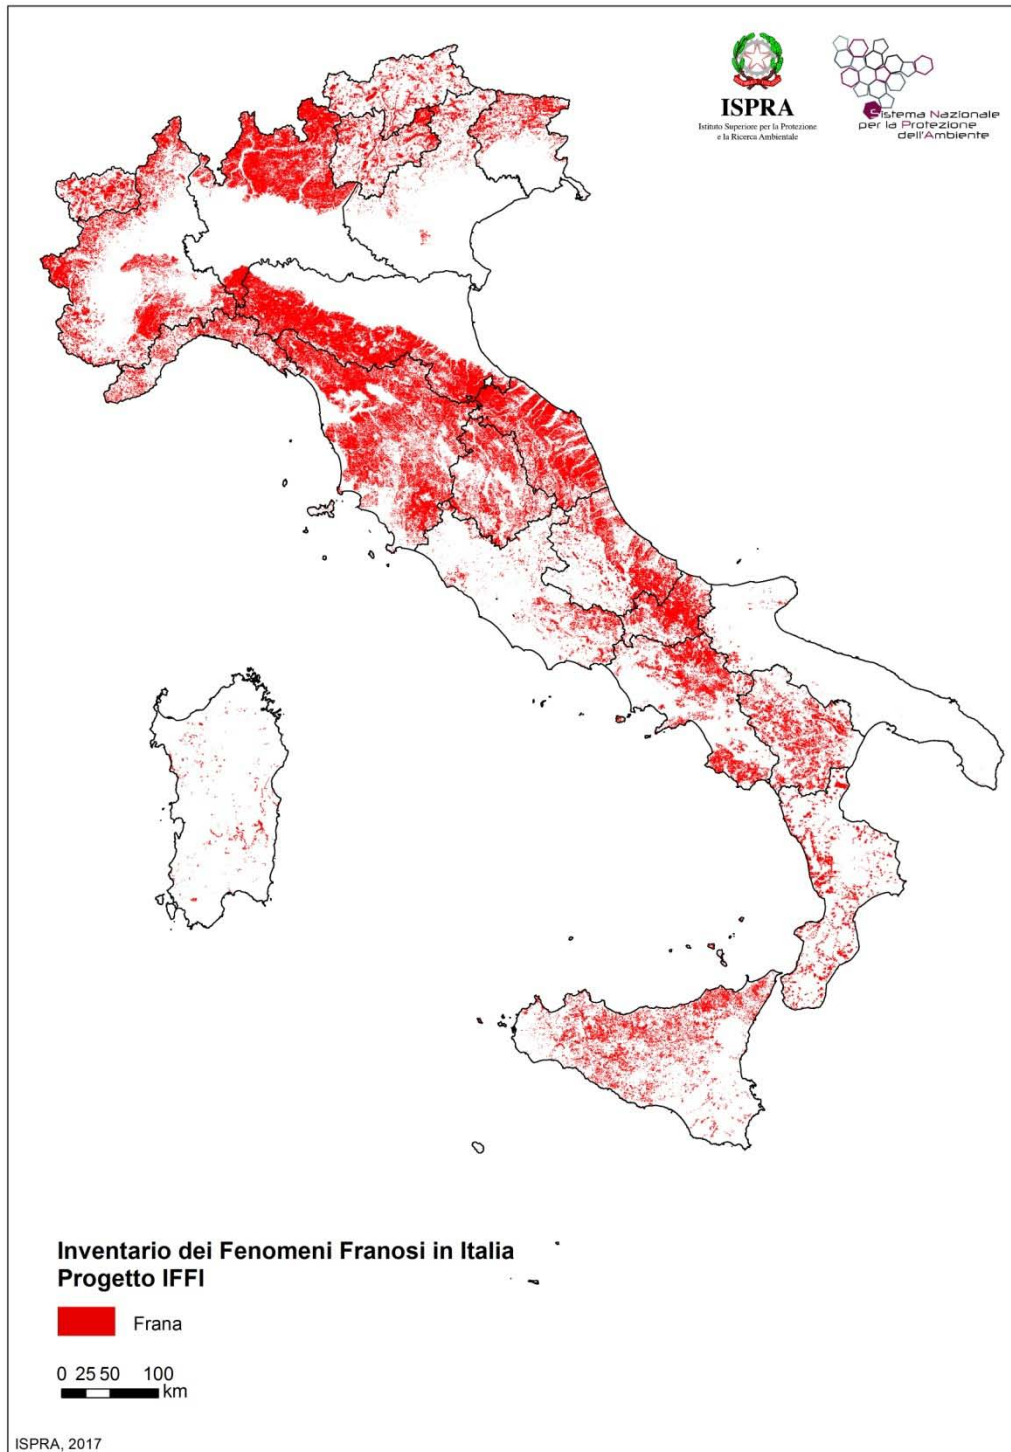 ISPRA
Istituto Superiore per la Protezione
e la Ricerca Ambientale
Sistema Nazionale
per la Protezione
dell'Ambiente
Inventario dei Fenomeni Franosi in Italia
Progetto IFFI
Frana
0 25 50 100
km
ISPRA, 2017